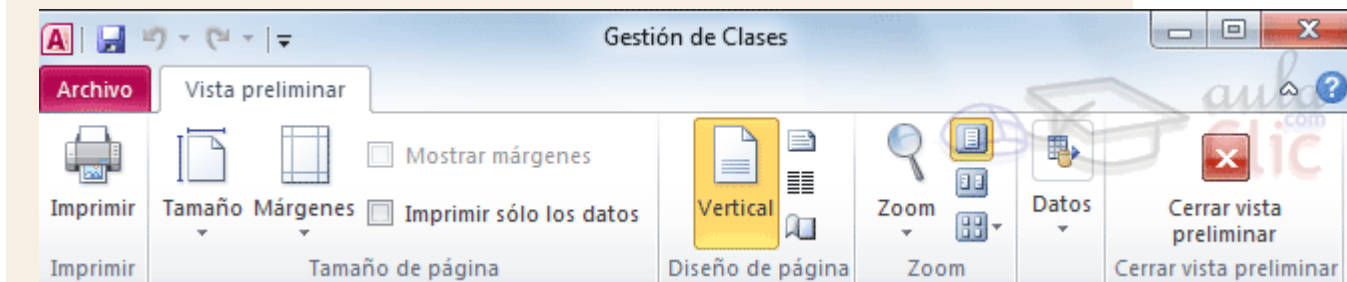 A
Gestión de Clases
Archivo
Vista preliminar
aula
Clic
com
Mostrar márgenes
Imprimir
Tamaño
Márgenes
Imprimir sólo los datos
Vertical
Zoom
Datos
Cerrar vista
preliminar
Imprimir
Tamaño de página
Diseño de página
Zoom
Cerrar vista preliminar